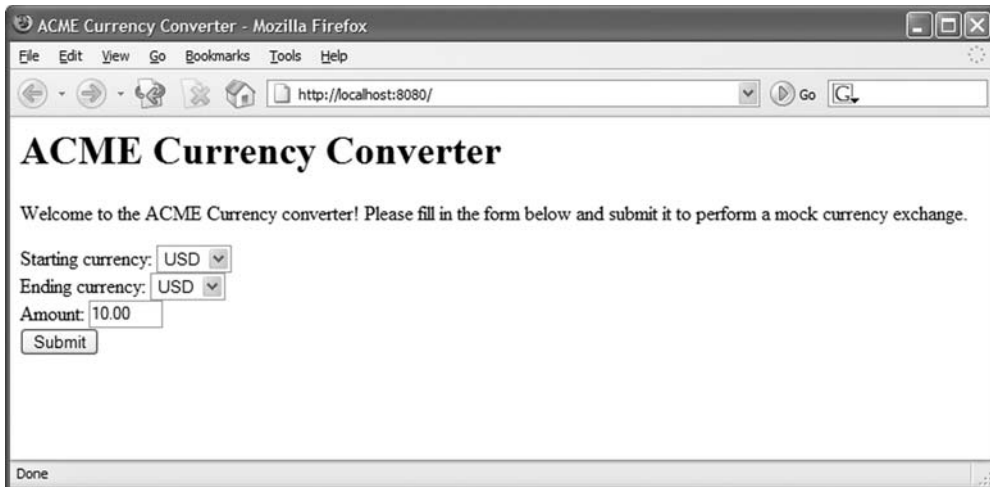 ACME Currency Converter - Mozilla Firefox
File Edit View Go Bookmarks Tools Help
http://localhost:8080/ Go G
ACME Currency Converter
Welcome to the ACME Currency converter! Please fill in the form below and submit it to perform a mock currency exchange.
Starting currency: USD
Ending currency: USD
Amount: 10.00
Submit
Done